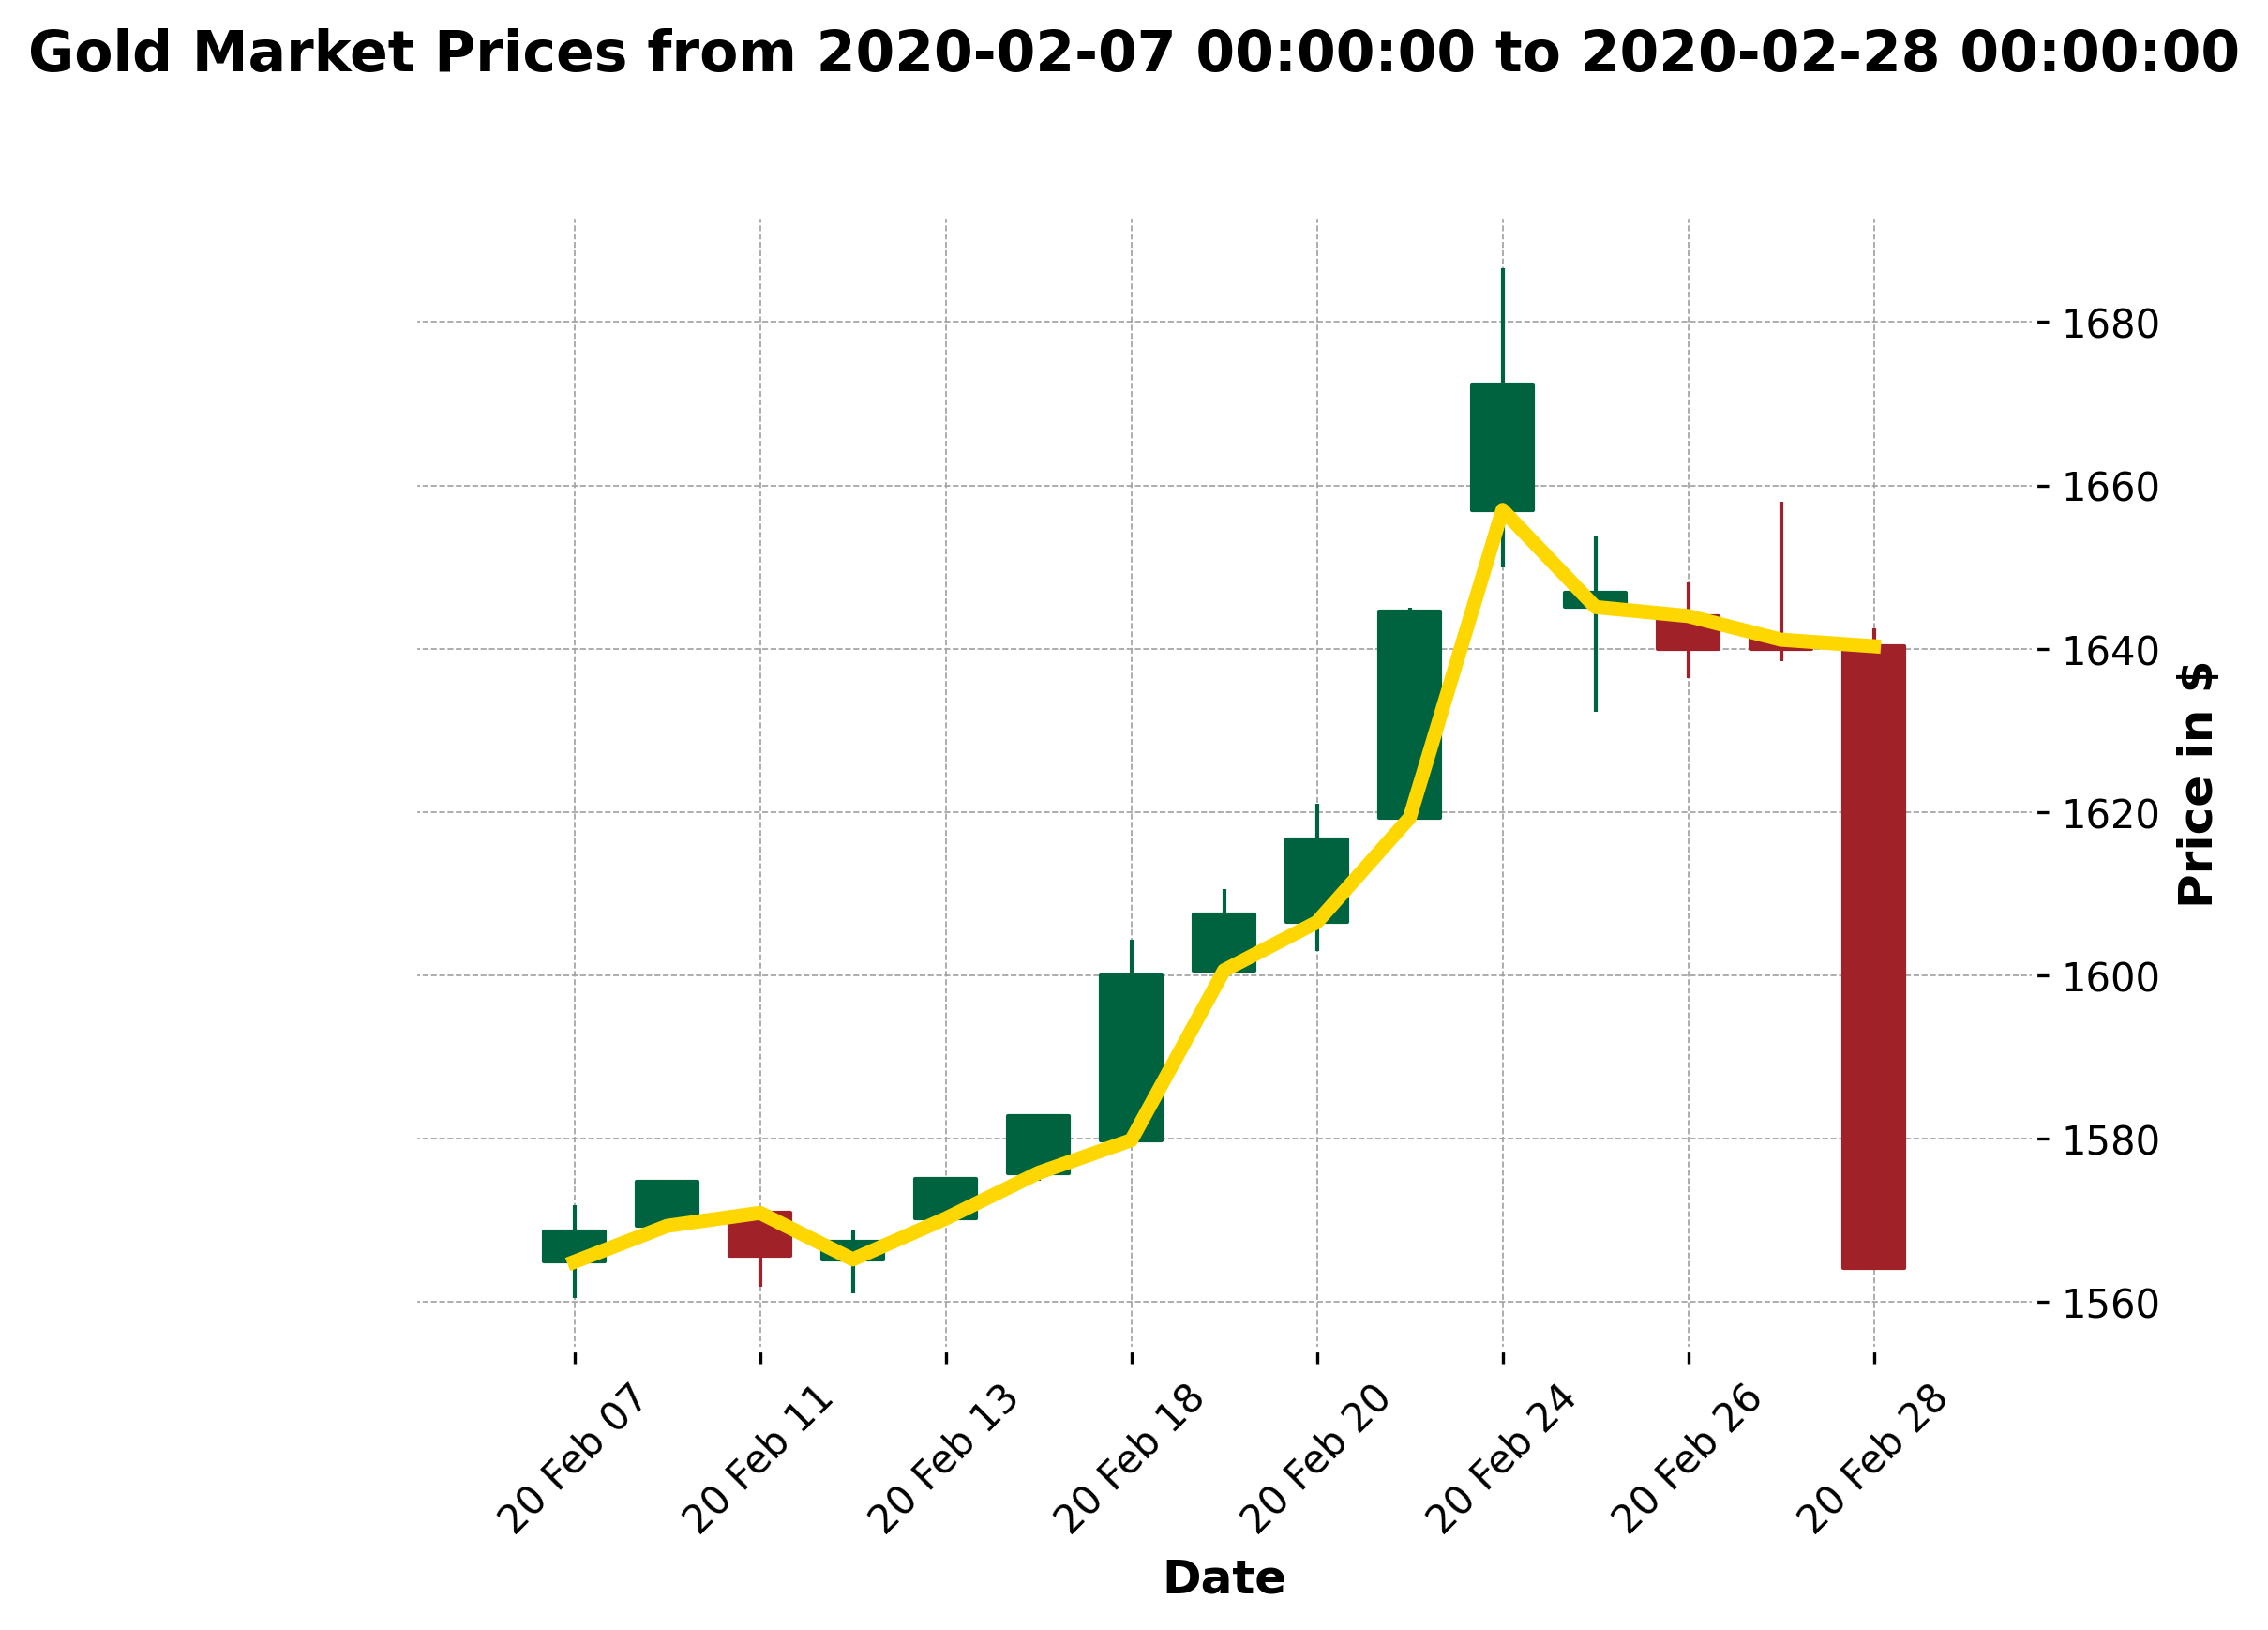 Gold Market Prices from 2020-02-07 00:00:00 to 2020-02-28 00:00:00
1680
1660
1640
1620
1600
1580
1560
Price in $
20 Feb 07
20 Feb 11
20 Feb 13
20 Feb 18
20 Feb 20
20 Feb 24
20 Feb 26
20 Feb 28
Date